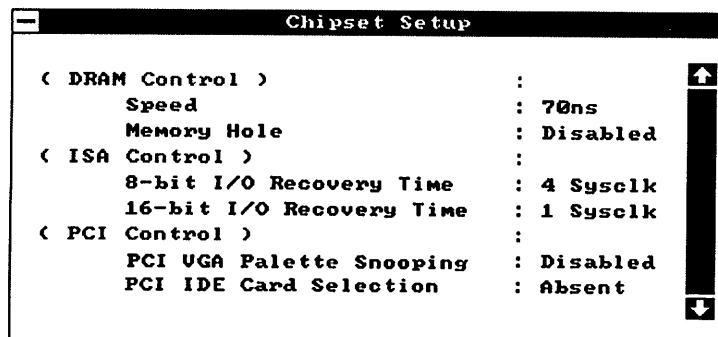 Chipset Setup
( DRAM Control ) :
Speed : 70ns
Memory Hole : Disabled
( ISA Control ) :
8-bit I/O Recovery Time : 4 Sysclk
16-bit I/O Recovery Time : 1 Sysclk
( PCI Control ) :
PCI VGA Palette Snooping : Disabled
PCI IDE Card Selection : Absent